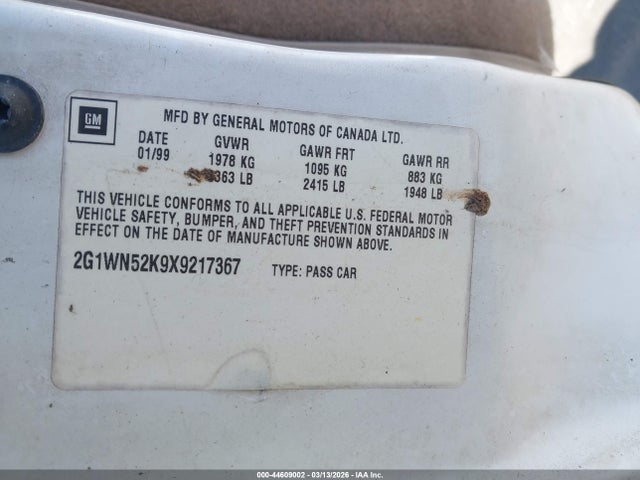 GM
MFD BY GENERAL MOTORS OF CANADA LTD.
DATE GVWR GAWR FRT GAWR RR
01/99 1978 KG 1095 KG 883 KG
363 LB 2415 LB 1948 LB
THIS VEHICLE CONFORMS TO ALL APPLICABLE U.S. FEDERAL MOTOR
VEHICLE SAFETY, BUMPER, AND THEFT PREVENTION STANDARDS IN
EFFECT ON THE DATE OF MANUFACTURE SHOWN ABOVE.
2G1WN52K9X9217367 TYPE: PASS CAR
000-44609002 - 03/13/2026 - IAA Inc.